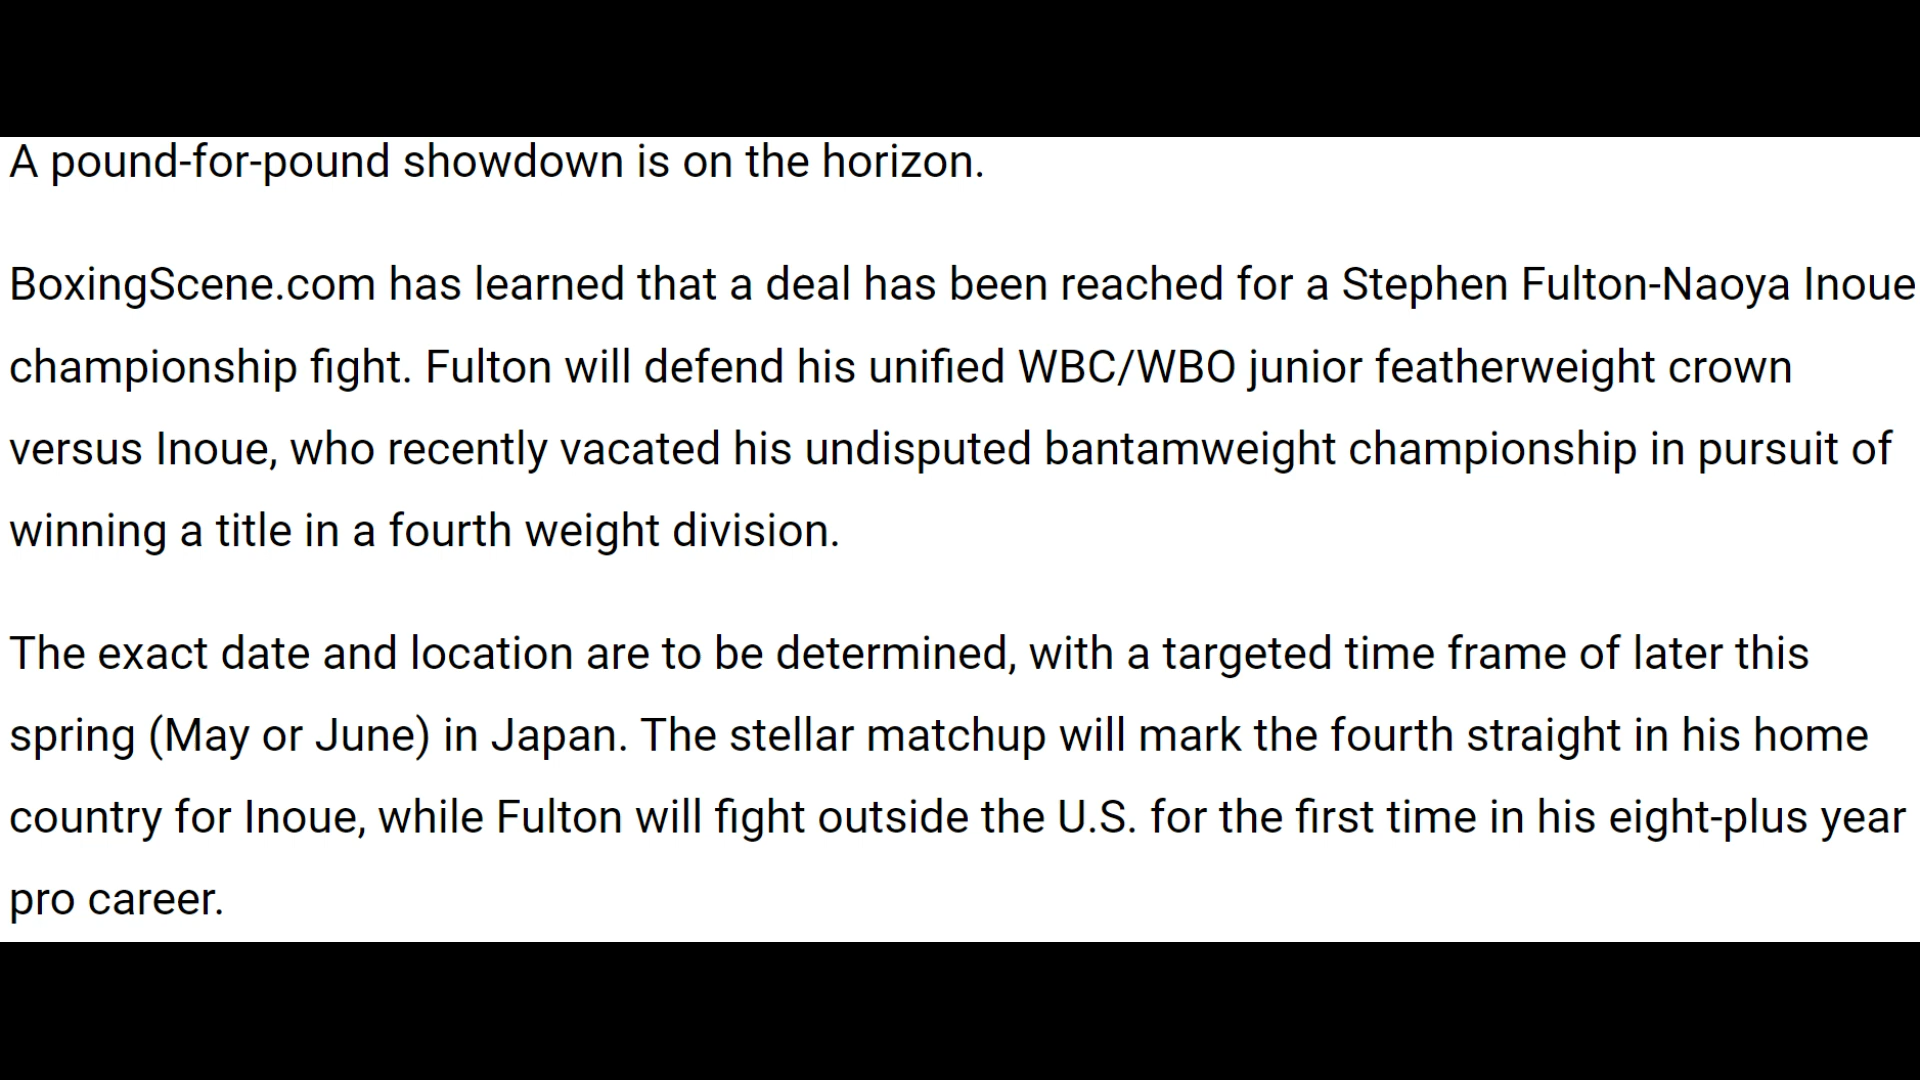 A pound-for-pound showdown is on the horizon.
BoxingScene.com has learned that a deal has been reached for a Stephen Fulton-Naoya Inoue
championship fight. Fulton will defend his unified WBC/WBO junior featherweight crown
versus Inoue, who recently vacated his undisputed bantamweight championship in pursuit of
winning a title in a fourth weight division.
The exact date and location are to be determined, with a targeted time frame of later this
spring (May or June) in Japan. The stellar matchup will mark the fourth straight in his home
country for Inoue, while Fulton will fight outside the U.S. for the first time in his eight-plus year
pro career.